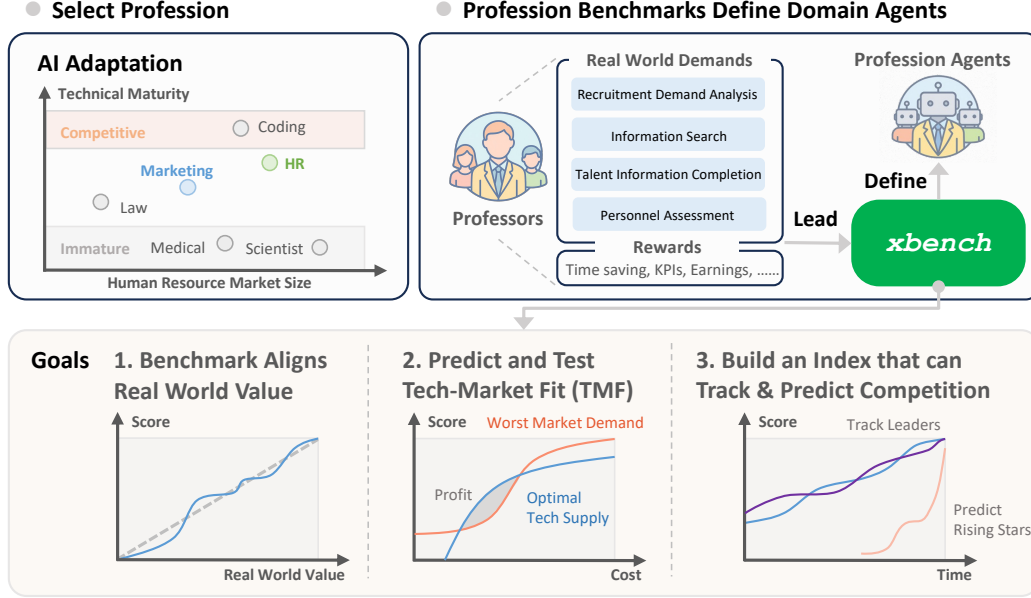 Select Profession
Profession Benchmarks Define Domain Agents
AI Adaptation
Technical Maturity
Competitive
Coding
HR
Marketing
Law
Immature
Medical
Scientist
Human Resource Market Size
Professors
Real World Demands
Recruitment Demand Analysis
Information Search
Talent Information Completion
Personnel Assessment
Rewards
Time saving, KPIs, Earnings, ......
Lead
Profession Agents
Define
xbench
Goals
1. Benchmark Aligns
Real World Value
Score
Real World Value
2. Predict and Test
Tech-Market Fit (TMF)
Score
Worst Market Demand
Profit
Optimal
Tech Supply
Cost
3. Build an Index that can
Track & Predict Competition
Score
Track Leaders
Predict
Rising Stars
Time